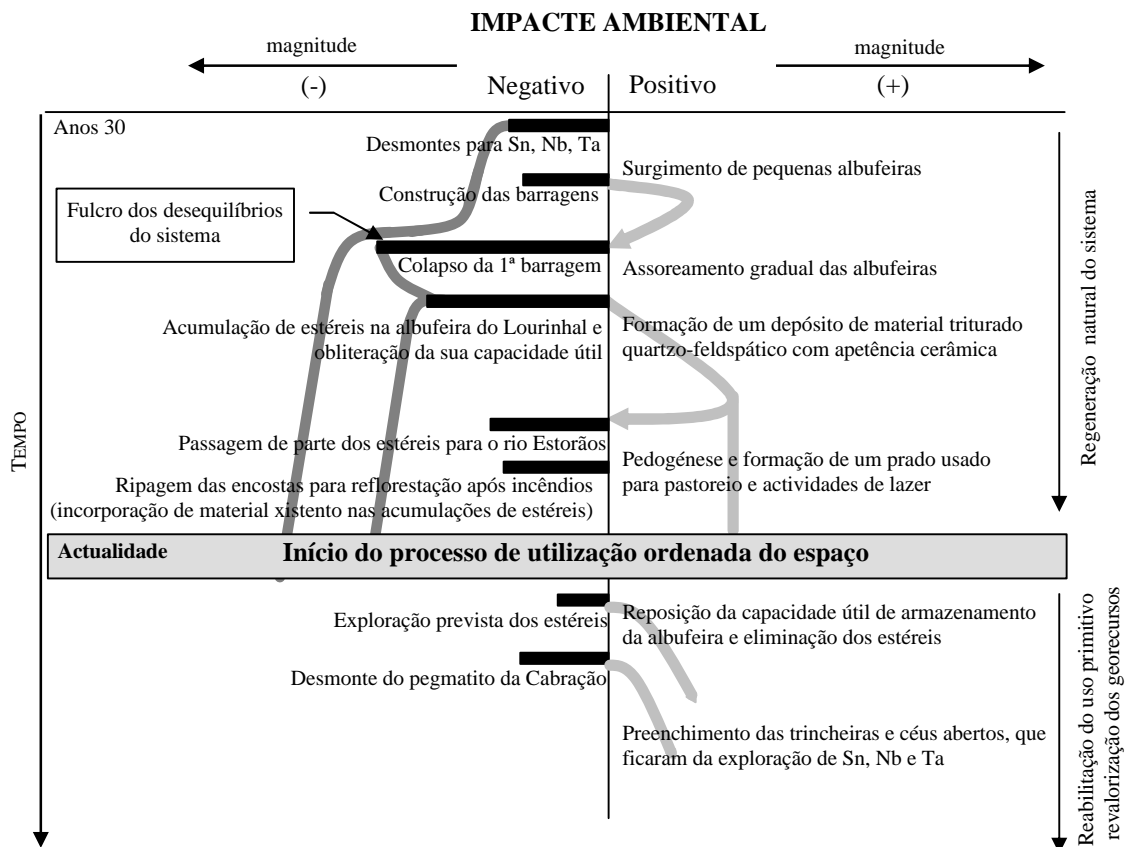 IMPACTE AMBIENTAL
magnitude
magnitude
(-)
Negativo
Positivo
(+)
Anos 30
Desmontes para Sn, Nb, Ta
Surgimento de pequenas albufeiras
Construção das barragens
Fulcro dos desequilíbrios
do sistema
Colapso da 1ª barragem
Assoreamento gradual das albufeiras
Acumulação de estéreis na albufeira do Lourinhal e
obliteração da sua capacidade útil
Formação de um depósito de material triturado
quartzo-feldspático com apetência cerâmica
Passagem de parte dos estéreis para o rio Estorãos
Pedogénese e formação de um prado usado
para pastoreio e actividades de lazer
Ripagem das encostas para reflorestação após incêndios
(incorporação de material xistento nas acumulações de estéreis)
TEMPO
Regeneração natural do sistema
Actualidade
Início do processo de utilização ordenada do espaço
Exploração prevista dos estéreis
Reposição da capacidade útil de armazenamento
da albufeira e eliminação dos estéreis
Desmonte do pegmatito da Cabração
Preenchimento das trincheiras e céus abertos, que
ficaram da exploração de Sn, Nb e Ta
Reabilitação do uso primitivo
revalorização dos georecursos